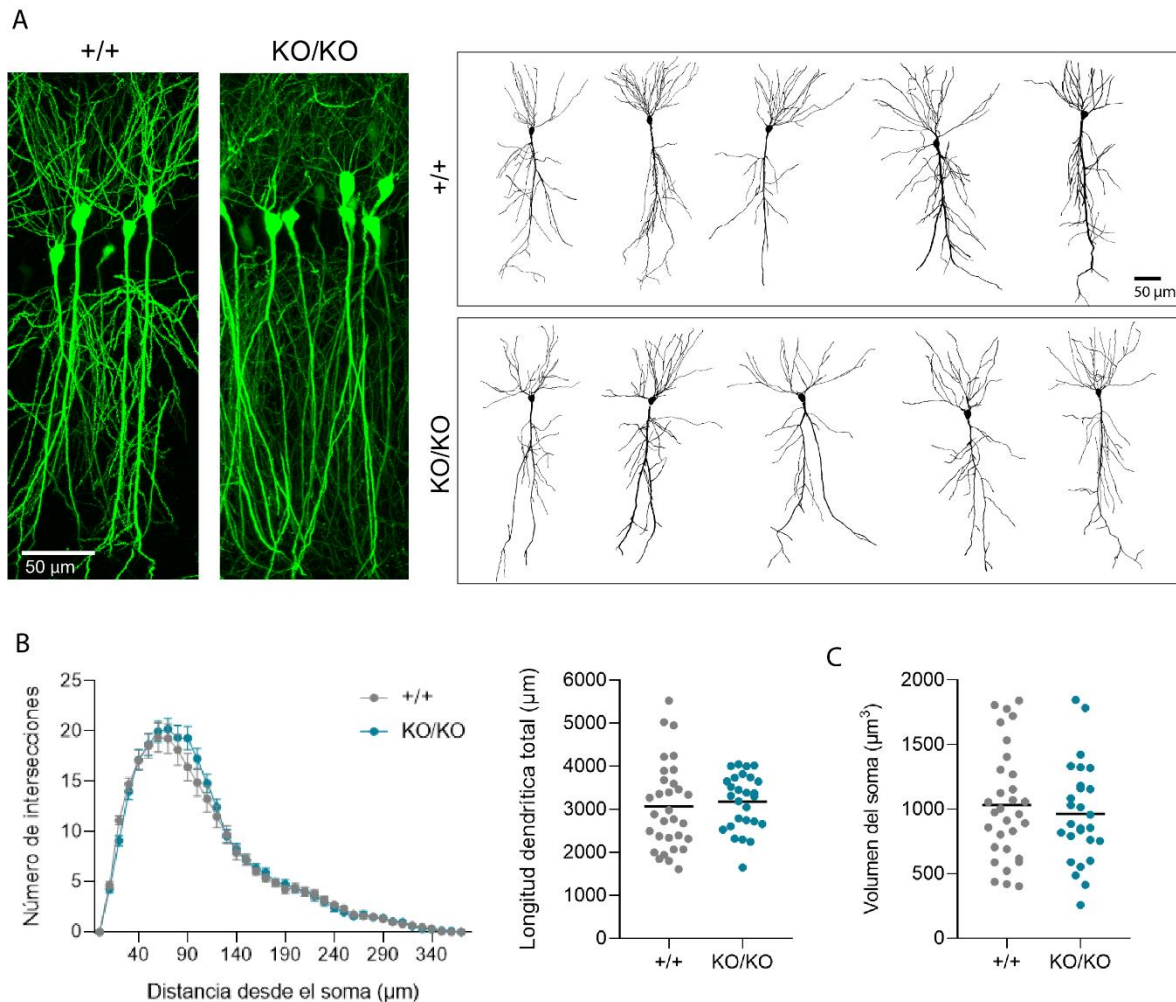 A
+/+
KO/KO
50 µm
+/+
50 µm
KO/KO
B
Número de intersecciones
25
20
15
10
5
0
40
90
140
190
240
290
340
Distancia desde el soma (µm)
+/+
KO/KO
Longitud dendrítica total (µm)
6000
5000
4000
3000
2000
1000
0
+/+
KO/KO
C
Volumen del soma (µm³)
2000
1500
1000
500
0
+/+
KO/KO